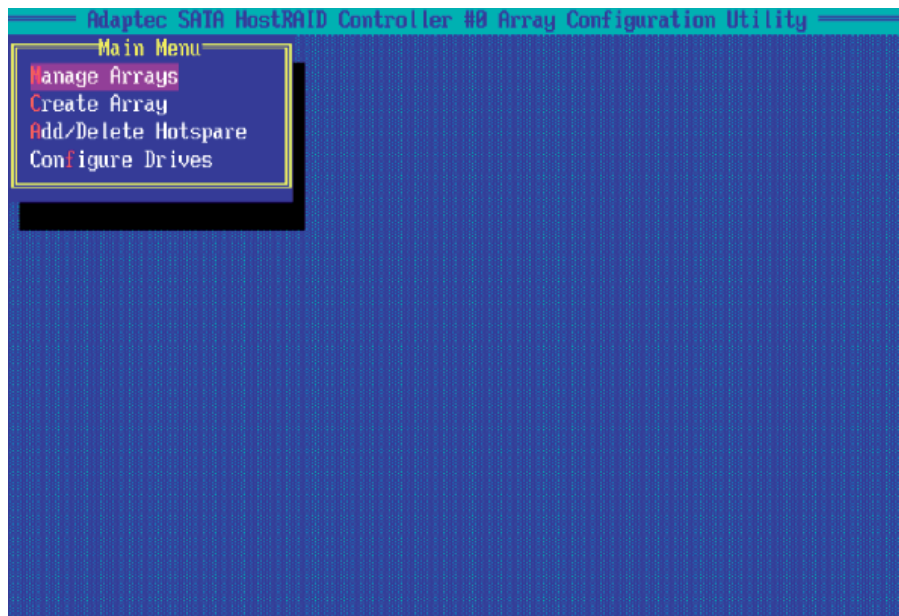 Adaptec SATA HostRAID Controller #0 Array Configuration Utility
Main Menu
Manage Arrays
Create Array
Add/Delete Hotspare
Configure Drives